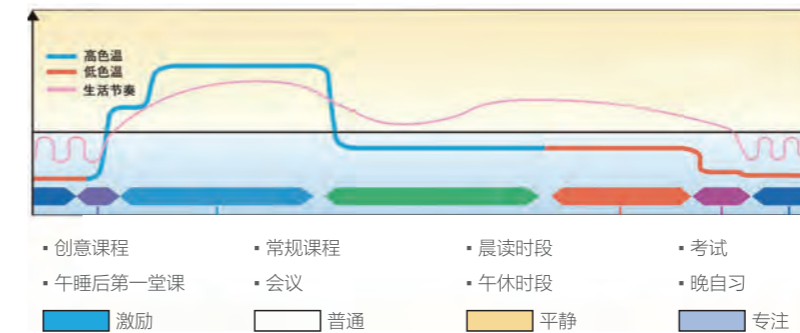 高色温
低色温
生活节奏
▪ 创意课程 ▪ 常规课程 ▪ 晨读时段 ▪ 考试
▪ 午睡后第一堂课 ▪ 会议 ▪ 午休时段 ▪ 晚自习
激励 普通 平静 专注